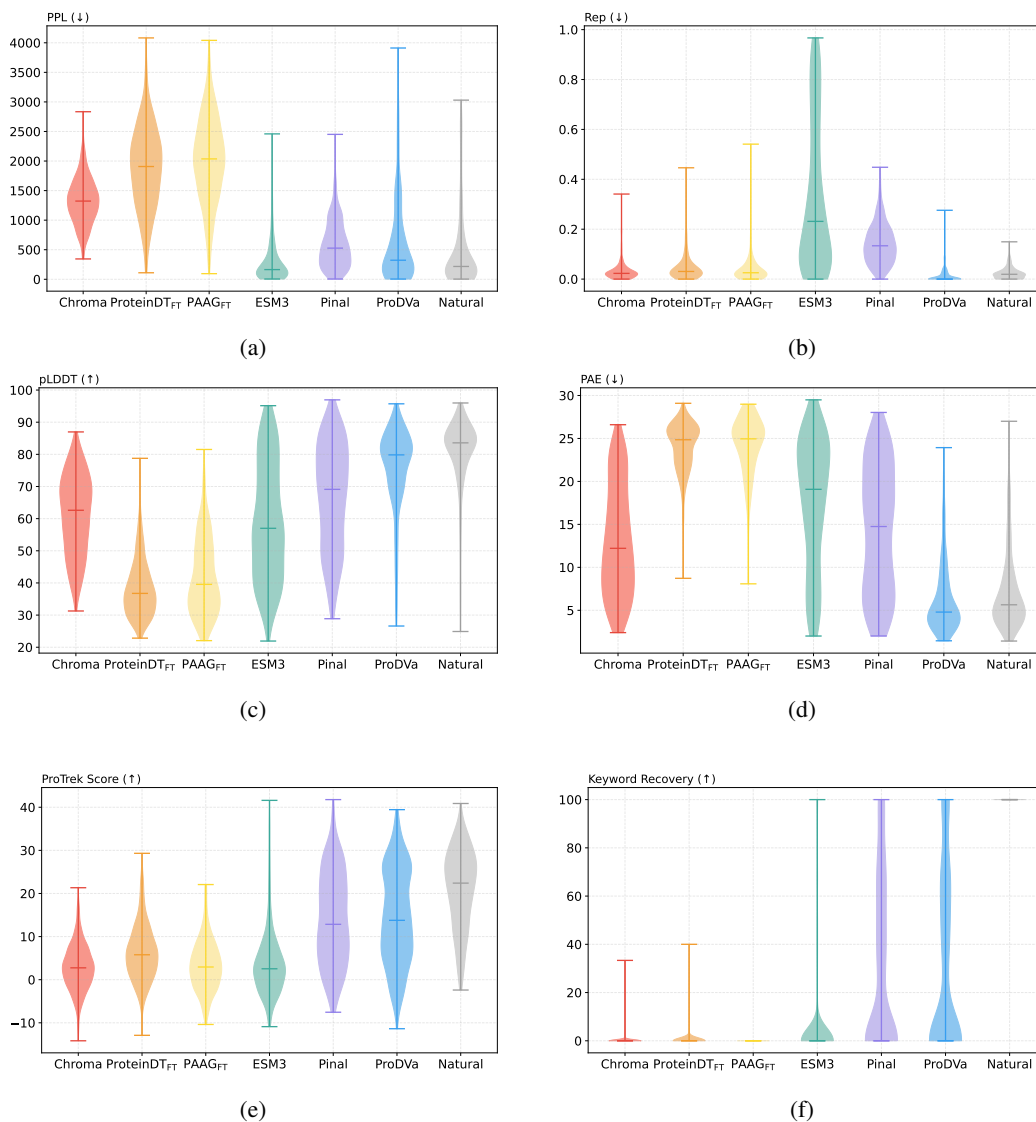 PPL (↓)
4000
3500
3000
2500
2000
1500
1000
500
0
Chroma ProteinDT_FT PAAG_FT ESM3 Pinal ProDVa Natural
(a)
Rep (↓)
1.0
0.8
0.6
0.4
0.2
0.0
Chroma ProteinDT_FT PAAG_FT ESM3 Pinal ProDVa Natural
(b)
pLDDT (↑)
100
90
80
70
60
50
40
30
20
Chroma ProteinDT_FT PAAG_FT ESM3 Pinal ProDVa Natural
(c)
PAE (↓)
30
25
20
15
10
5
Chroma ProteinDT_FT PAAG_FT ESM3 Pinal ProDVa Natural
(d)
ProTrek Score (↑)
40
30
20
10
0
−10
Chroma ProteinDT_FT PAAG_FT ESM3 Pinal ProDVa Natural
(e)
Keyword Recovery (↑)
100
80
60
40
20
0
Chroma ProteinDT_FT PAAG_FT ESM3 Pinal ProDVa Natural
(f)